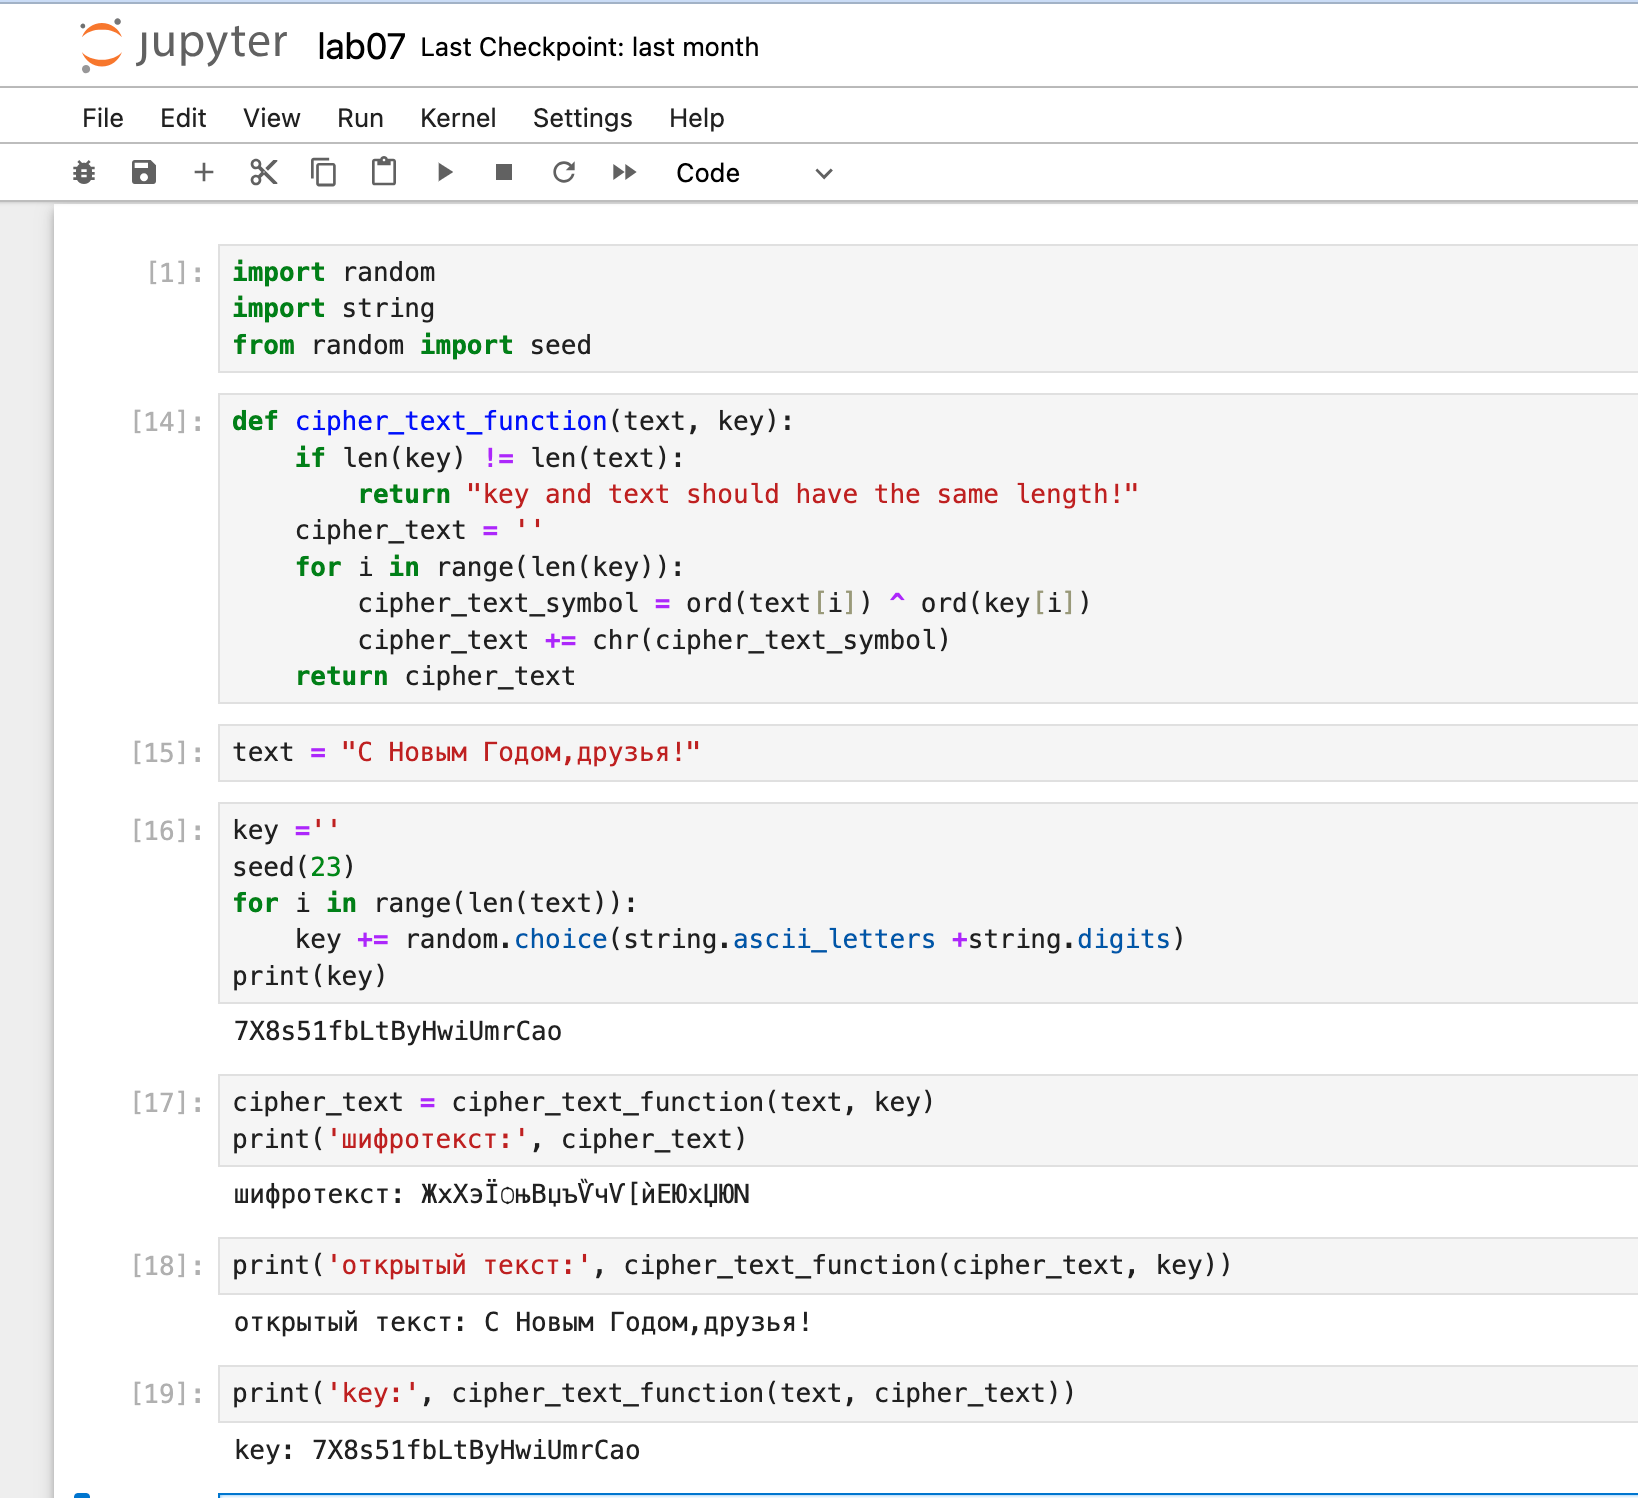 jupyter lab07 Last Checkpoint: last month
File Edit View Run Kernel Settings Help
Code
[1]: import random
import string
from random import seed
[14]: def cipher_text_function(text, key):
    if len(key) != len(text):
        return "key and text should have the same length!"
    cipher_text = ''
    for i in range(len(key)):
        cipher_text_symbol = ord(text[i]) ^ ord(key[i])
        cipher_text += chr(cipher_text_symbol)
    return cipher_text
[15]: text = "С Новым Годом,друзья!"
[16]: key =''
seed(23)
for i in range(len(text)):
    key += random.choice(string.ascii_letters +string.digits)
print(key)
7X8s51fbLtByHwiUmrCao
[17]: cipher_text = cipher_text_function(text, key)
print('шифротекст:', cipher_text)
шифротекст:
[18]: print('открытый текст:', cipher_text_function(cipher_text, key))
открытый текст: С Новым Годом,друзья!
[19]: print('key:', cipher_text_function(text, cipher_text))
key: 7X8s51fbLtByHwiUmrCao